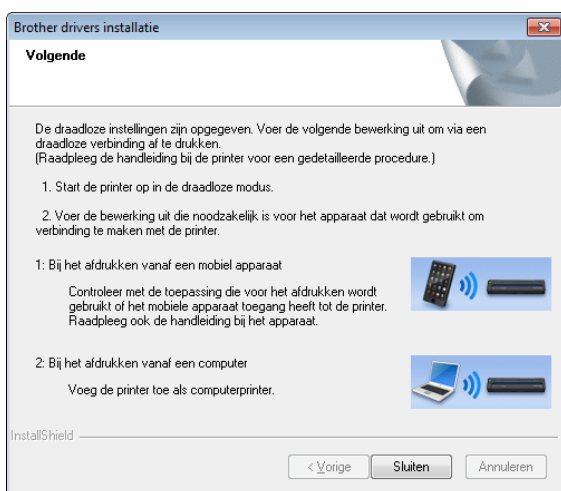 Brother drivers installatie
Volgende
De draadloze instellingen zijn opgegeven. Voer de volgende bewerking uit om via een
draadloze verbinding af te drukken.
(Raadpleeg de handleiding bij de printer voor een gedetailleerde procedure.)
1. Start de printer op in de draadloze modus.
2. Voer de bewerking uit die noodzakelijk is voor het apparaat dat wordt gebruikt om
verbinding te maken met de printer.
1: Bij het afdrukken vanaf een mobiel apparaat
Controleer met de toepassing die voor het afdrukken wordt
gebruikt of het mobiele apparaat toegang heeft tot de printer.
Raadpleeg ook de handleiding bij het apparaat.
2: Bij het afdrukken vanaf een computer
Voeg de printer toe als computerprinter.
InstallShield
< Vorige Sluiten Annuleren